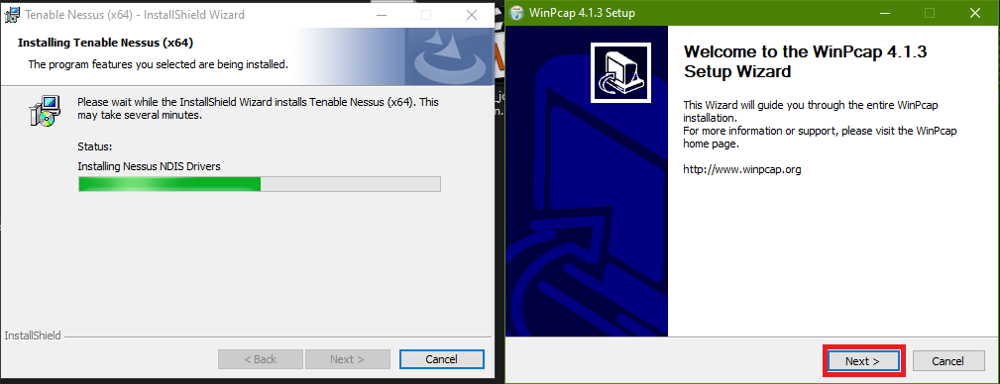 Tenable Nessus (x64) - InstallShield Wizard
Installing Tenable Nessus (x64)
The program features you selected are being installed.
Please wait while the InstallShield Wizard installs Tenable Nessus (x64). This
may take several minutes.
Status:
Installing Nessus NDIS Drivers
InstallShield
< Back
Next >
Cancel
WinPcap 4.1.3 Setup
Welcome to the WinPcap 4.1.3
Setup Wizard
This Wizard will guide you through the entire WinPcap
installation.
For more information or support, please visit the WinPcap
home page.
http://www.winpcap.org
Next >
Cancel